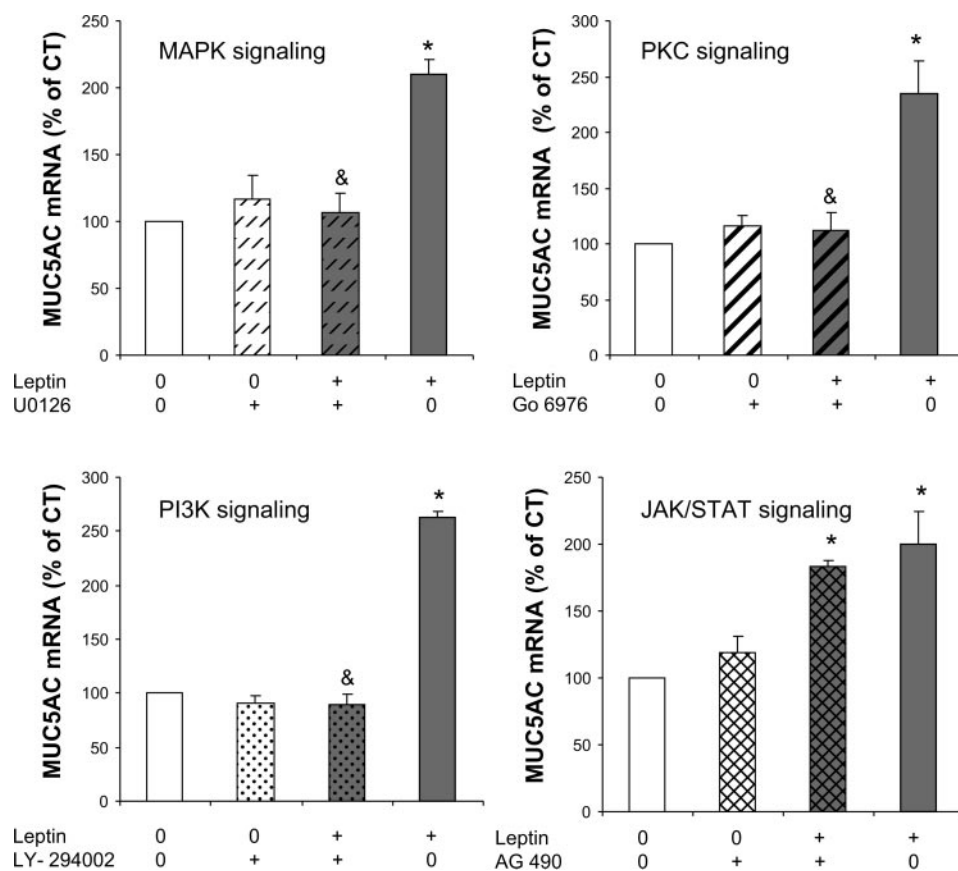 MAPK signaling
MUC5AC mRNA (% of CT)
250
200
150
100
50
0
*
&
Leptin 0 0 + +
U0126 0 + + 0
PKC signaling
MUC5AC mRNA (% of CT)
300
250
200
150
100
50
0
*
&
Leptin 0 0 + +
Go 6976 0 + + 0
PI3K signaling
MUC5AC mRNA (% of CT)
300
250
200
150
100
50
0
*
&
Leptin 0 0 + +
LY- 294002 0 + + 0
JAK/STAT signaling
MUC5AC mRNA (% of CT)
250
200
150
100
50
0
*
*
Leptin 0 0 + +
AG 490 0 + + 0